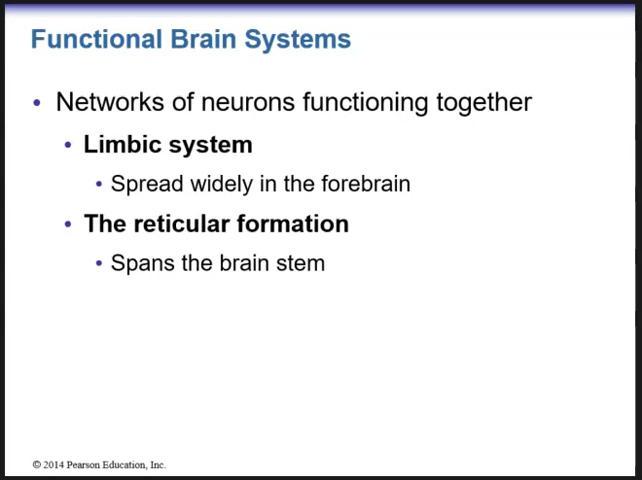 Functional Brain Systems
• Networks of neurons functioning together
• Limbic system
• Spread widely in the forebrain
• The reticular formation
• Spans the brain stem
© 2014 Pearson Education, Inc.